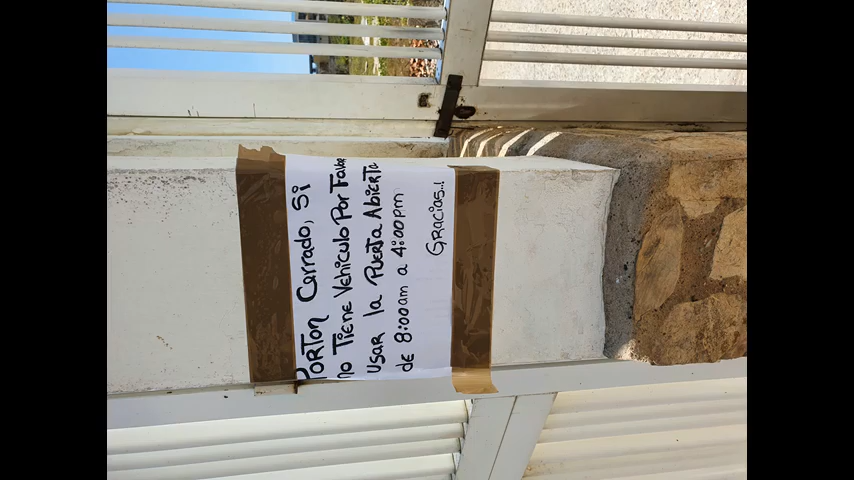 PORTON Cerrado, Si
no Tiene Vehiculo Por Favor
usar la Puerta Abierta
de 8:00am a 4:00pm
Gracias..!